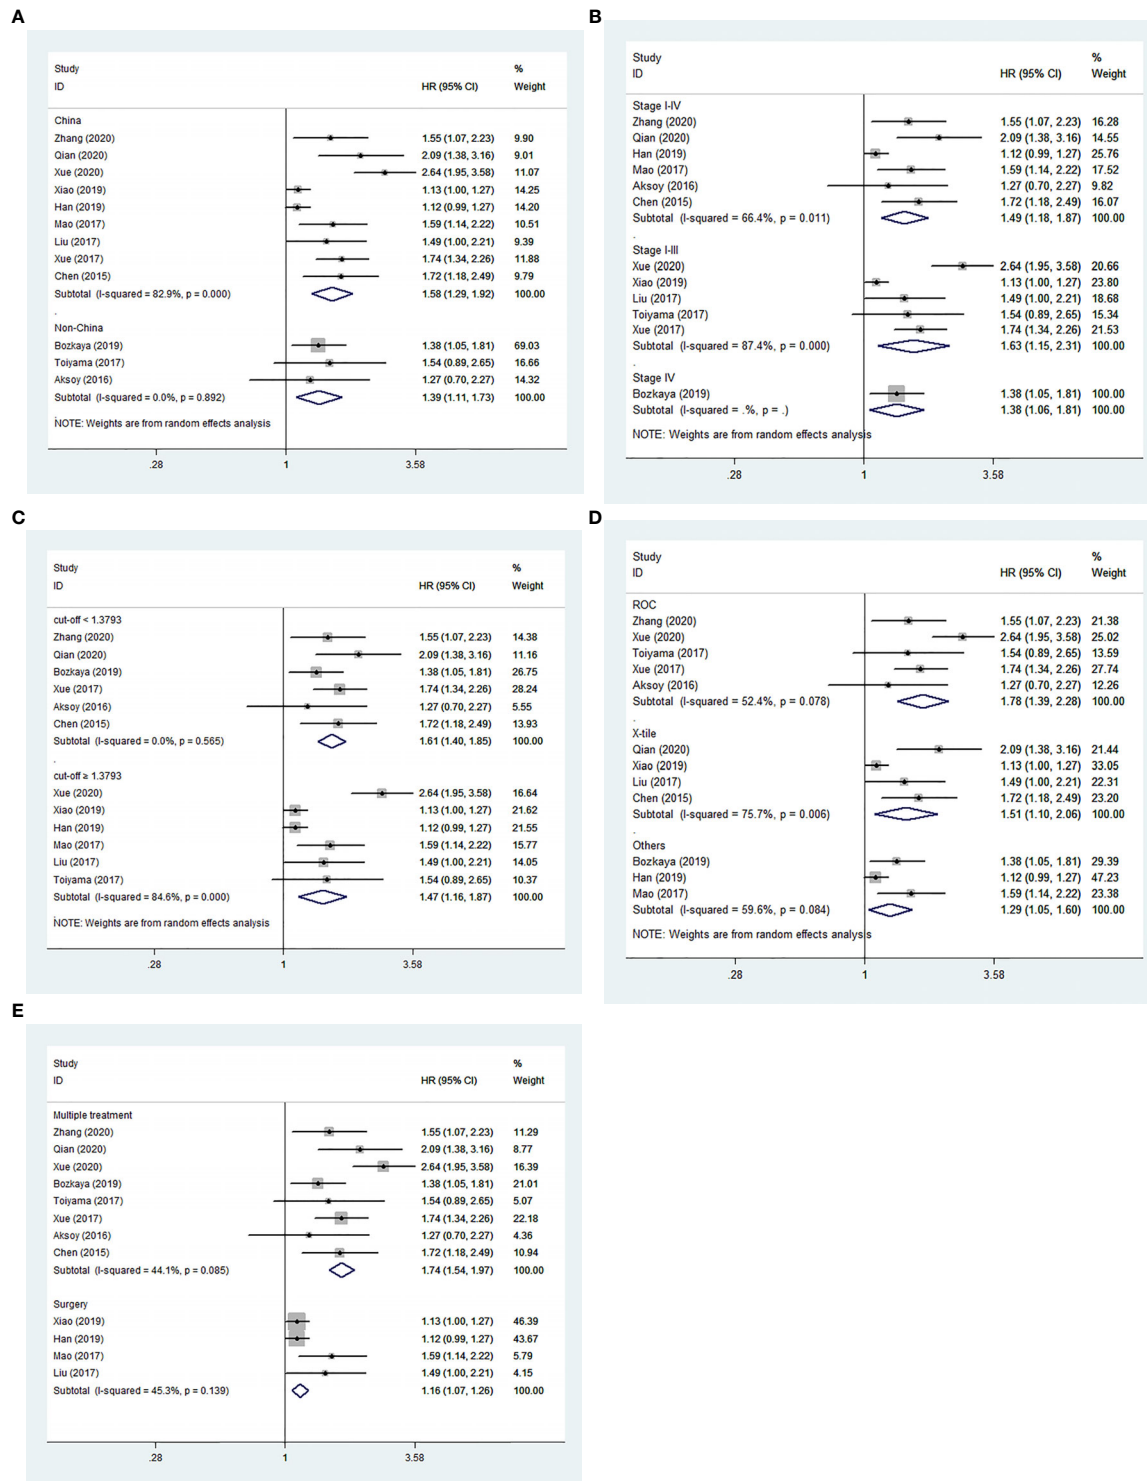 A
Study %
ID HR (95% CI) Weight
China
Zhang (2020) 1.55 (1.07, 2.23) 9.90
Qian (2020) 2.09 (1.38, 3.16) 9.01
Xue (2020) 2.64 (1.95, 3.58) 11.07
Xiao (2019) 1.13 (1.00, 1.27) 14.25
Han (2019) 1.12 (0.99, 1.27) 14.20
Mao (2017) 1.59 (1.14, 2.22) 10.51
Liu (2017) 1.49 (1.00, 2.21) 9.39
Xue (2017) 1.74 (1.34, 2.26) 11.88
Chen (2015) 1.72 (1.18, 2.49) 9.79
Subtotal (I-squared = 82.9%, p = 0.000) 1.58 (1.29, 1.92) 100.00
.
Non-China
Bozkaya (2019) 1.38 (1.05, 1.81) 69.03
Toiyama (2017) 1.54 (0.89, 2.65) 16.66
Aksoy (2016) 1.27 (0.70, 2.27) 14.32
Subtotal (I-squared = 0.0%, p = 0.892) 1.39 (1.11, 1.73) 100.00
.
NOTE: Weights are from random effects analysis
.28 1 3.58
B
Study %
ID HR (95% CI) Weight
Stage I-IV
Zhang (2020) 1.55 (1.07, 2.23) 16.28
Qian (2020) 2.09 (1.38, 3.16) 14.55
Han (2019) 1.12 (0.99, 1.27) 25.76
Mao (2017) 1.59 (1.14, 2.22) 17.52
Aksoy (2016) 1.27 (0.70, 2.27) 9.82
Chen (2015) 1.72 (1.18, 2.49) 16.07
Subtotal (I-squared = 66.4%, p = 0.011) 1.49 (1.18, 1.87) 100.00
.
Stage I-III
Xue (2020) 2.64 (1.95, 3.58) 20.66
Xiao (2019) 1.13 (1.00, 1.27) 23.80
Liu (2017) 1.49 (1.00, 2.21) 18.68
Toiyama (2017) 1.54 (0.89, 2.65) 15.34
Xue (2017) 1.74 (1.34, 2.26) 21.53
Subtotal (I-squared = 87.4%, p = 0.000) 1.63 (1.15, 2.31) 100.00
.
Stage IV
Bozkaya (2019) 1.38 (1.05, 1.81) 100.00
Subtotal (I-squared = .%, p = .) 1.38 (1.06, 1.81) 100.00
.
NOTE: Weights are from random effects analysis
.28 1 3.58
C
Study %
ID HR (95% CI) Weight
cut-off < 1.3793
Zhang (2020) 1.55 (1.07, 2.23) 14.38
Qian (2020) 2.09 (1.38, 3.16) 11.16
Bozkaya (2019) 1.38 (1.05, 1.81) 26.75
Xue (2017) 1.74 (1.34, 2.26) 28.24
Aksoy (2016) 1.27 (0.70, 2.27) 5.55
Chen (2015) 1.72 (1.18, 2.49) 13.93
Subtotal (I-squared = 0.0%, p = 0.565) 1.61 (1.40, 1.85) 100.00
.
cut-off ≥ 1.3793
Xue (2020) 2.64 (1.95, 3.58) 16.64
Xiao (2019) 1.13 (1.00, 1.27) 21.62
Han (2019) 1.12 (0.99, 1.27) 21.55
Mao (2017) 1.59 (1.14, 2.22) 15.77
Liu (2017) 1.49 (1.00, 2.21) 14.05
Toiyama (2017) 1.54 (0.89, 2.65) 10.37
Subtotal (I-squared = 84.6%, p = 0.000) 1.47 (1.16, 1.87) 100.00
.
NOTE: Weights are from random effects analysis
.28 1 3.58
D
Study %
ID HR (95% CI) Weight
ROC
Zhang (2020) 1.55 (1.07, 2.23) 21.38
Xue (2020) 2.64 (1.95, 3.58) 25.02
Toiyama (2017) 1.54 (0.89, 2.65) 13.59
Xue (2017) 1.74 (1.34, 2.26) 27.74
Aksoy (2016) 1.27 (0.70, 2.27) 12.26
Subtotal (I-squared = 52.4%, p = 0.078) 1.78 (1.39, 2.28) 100.00
.
X-tile
Qian (2020) 2.09 (1.38, 3.16) 21.44
Xiao (2019) 1.13 (1.00, 1.27) 33.05
Liu (2017) 1.49 (1.00, 2.21) 22.31
Chen (2015) 1.72 (1.18, 2.49) 23.20
Subtotal (I-squared = 75.7%, p = 0.006) 1.51 (1.10, 2.06) 100.00
.
Others
Bozkaya (2019) 1.38 (1.05, 1.81) 29.39
Han (2019) 1.12 (0.99, 1.27) 47.23
Mao (2017) 1.59 (1.14, 2.22) 23.38
Subtotal (I-squared = 59.6%, p = 0.084) 1.29 (1.05, 1.60) 100.00
.
NOTE: Weights are from random effects analysis
.28 1 3.58
E
Study %
ID HR (95% CI) Weight
Multiple treatment
Zhang (2020) 1.55 (1.07, 2.23) 11.29
Qian (2020) 2.09 (1.38, 3.16) 8.77
Xue (2020) 2.64 (1.95, 3.58) 16.39
Bozkaya (2019) 1.38 (1.05, 1.81) 21.01
Toiyama (2017) 1.54 (0.89, 2.65) 5.07
Xue (2017) 1.74 (1.34, 2.26) 22.18
Aksoy (2016) 1.27 (0.70, 2.27) 4.36
Chen (2015) 1.72 (1.18, 2.49) 10.94
Subtotal (I-squared = 44.1%, p = 0.085) 1.74 (1.54, 1.97) 100.00
Surgery
Xiao (2019) 1.13 (1.00, 1.27) 46.39
Han (2019) 1.12 (0.99, 1.27) 43.67
Mao (2017) 1.59 (1.14, 2.22) 5.79
Liu (2017) 1.49 (1.00, 2.21) 4.15
Subtotal (I-squared = 45.3%, p = 0.139) 1.16 (1.07, 1.26) 100.00
.28 1 3.58